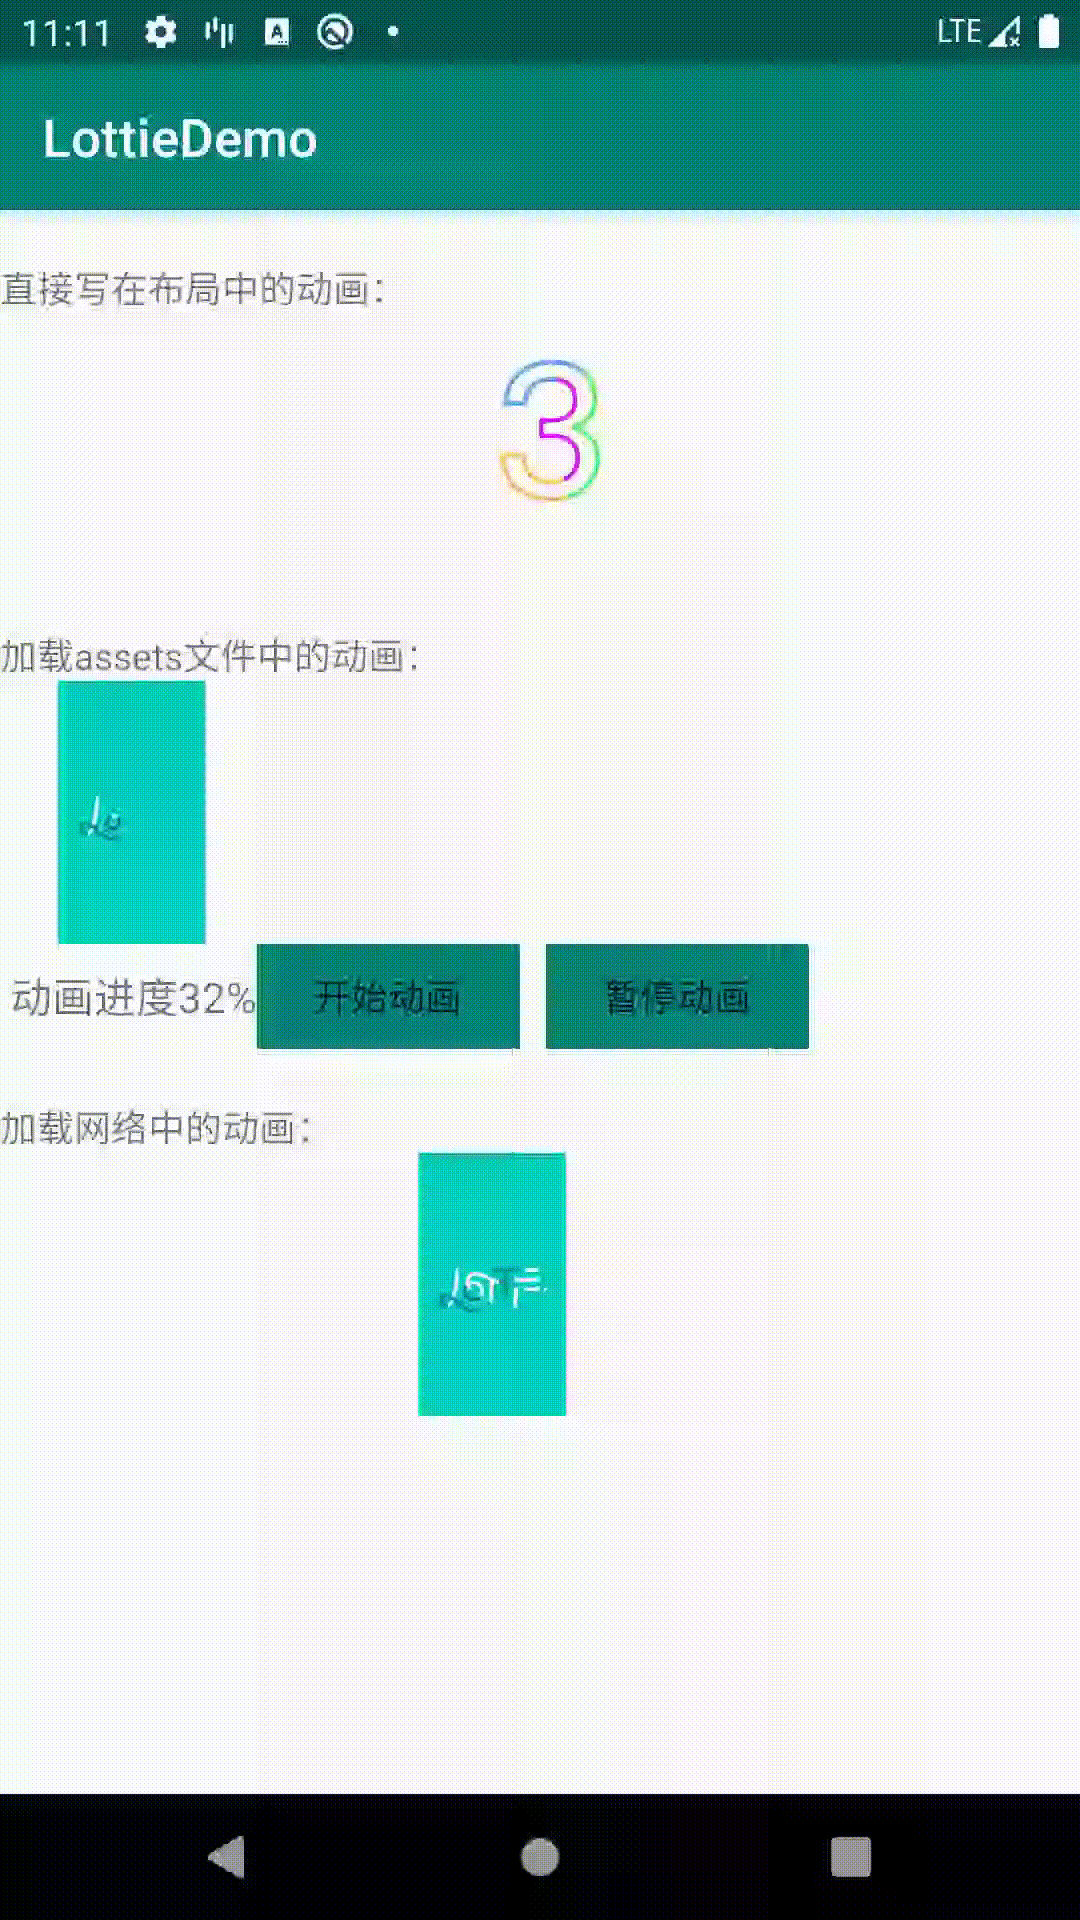 11:11 A LTE
LottieDemo
直接写在布局中的动画：
3
加载assets文件中的动画：
动画进度32% 开始动画 暂停动画
加载网络中的动画：